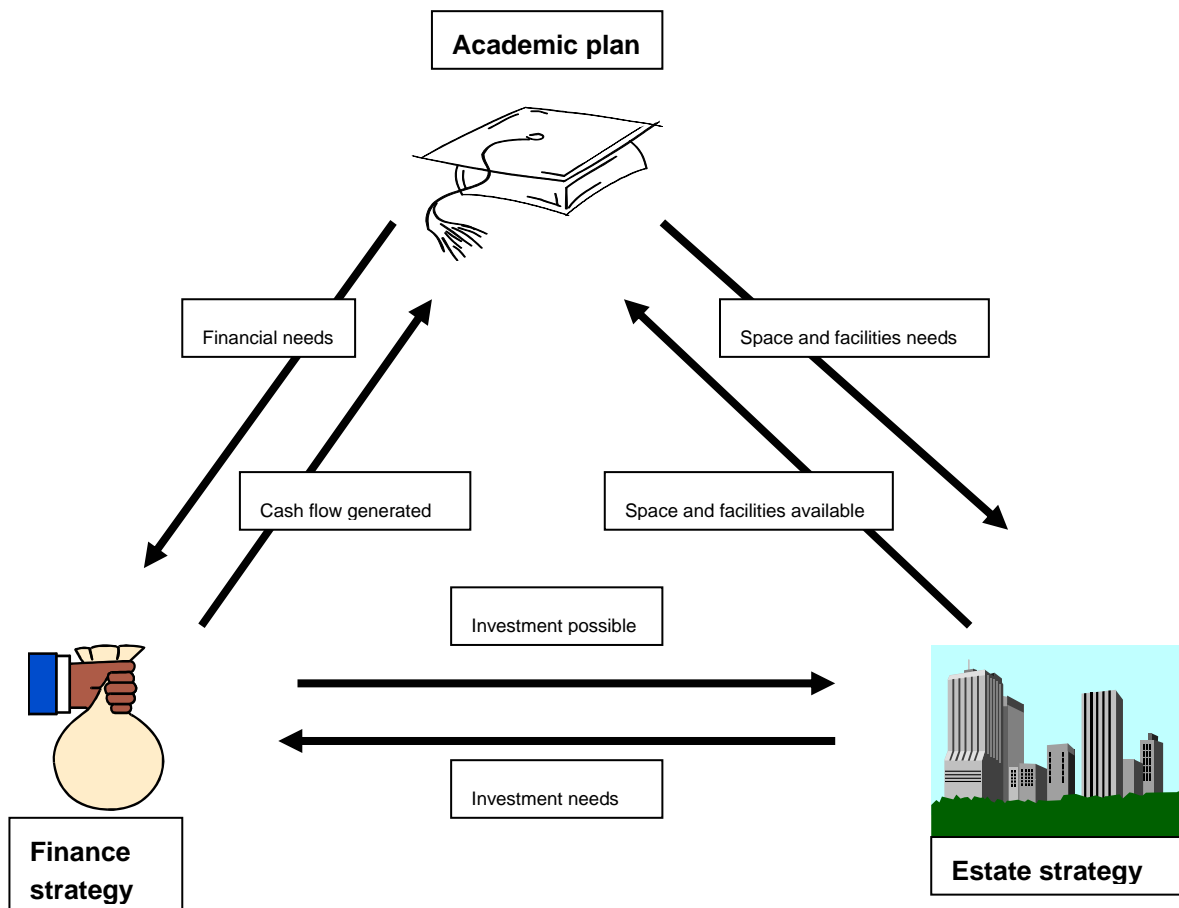 Academic plan
Financial needs
Space and facilities needs
Cash flow generated
Space and facilities available
Investment possible
Investment needs
Finance
strategy
Estate strategy